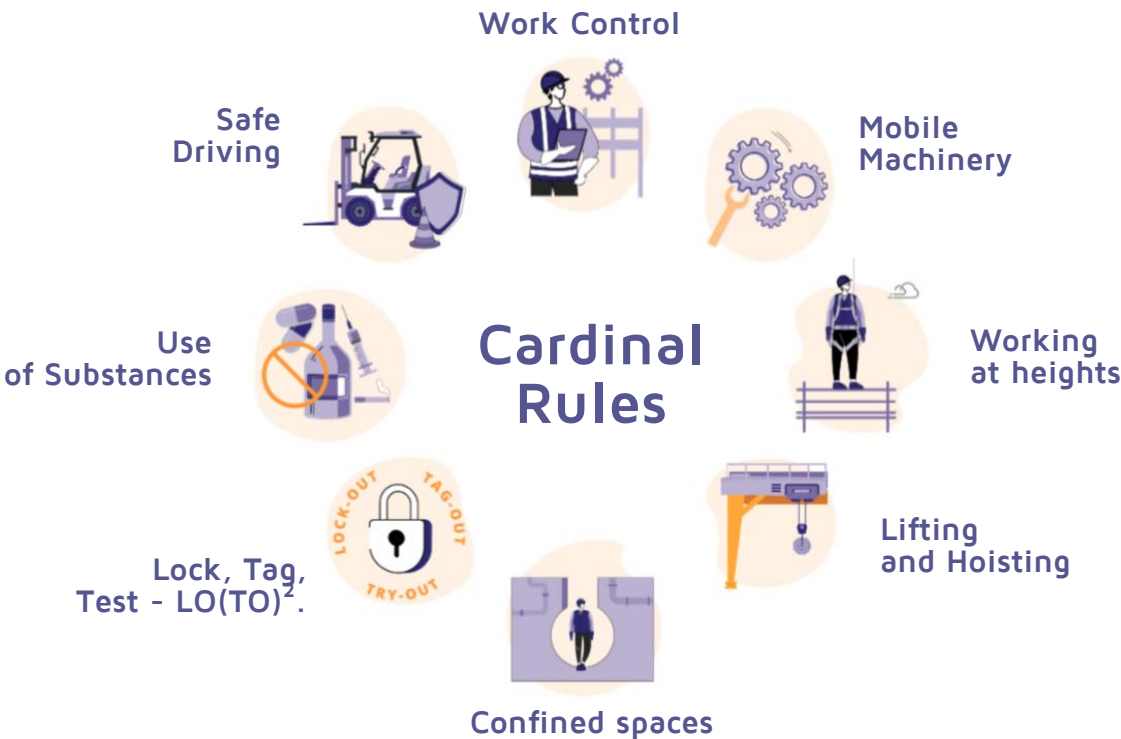 Work Control
Safe
Driving
Mobile
Machinery
Use
of Substances
Cardinal
Rules
Working
at heights
LOCK-OUT
TAG-OUT
TRY-OUT
Lock, Tag,
Test - LO(TO)².
Lifting
and Hoisting
Confined spaces